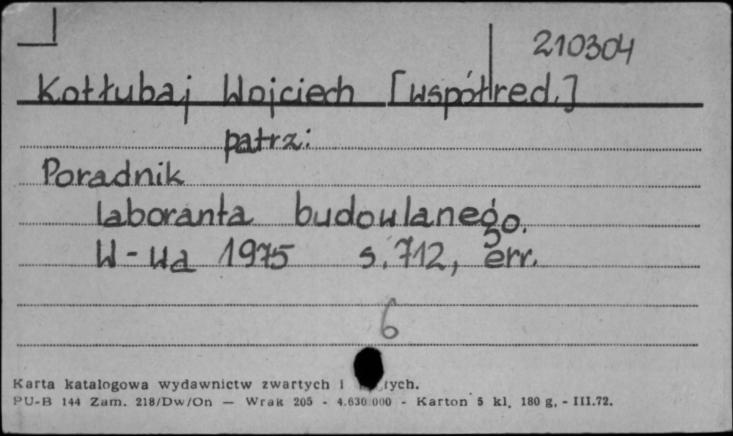 210304
Kotłubaj Wojciech [współred.]
patrz:
Poradnik
laboranta budowlanego.
W-wa 1975 s. 712, err.
6
Karta katalogowa wydawnictw zwartych i
PU-B 144 Zam. 218/Dw/On — Wrak 205 - 4.630 000 - Karton 5 kl. 180 g. - III.72.